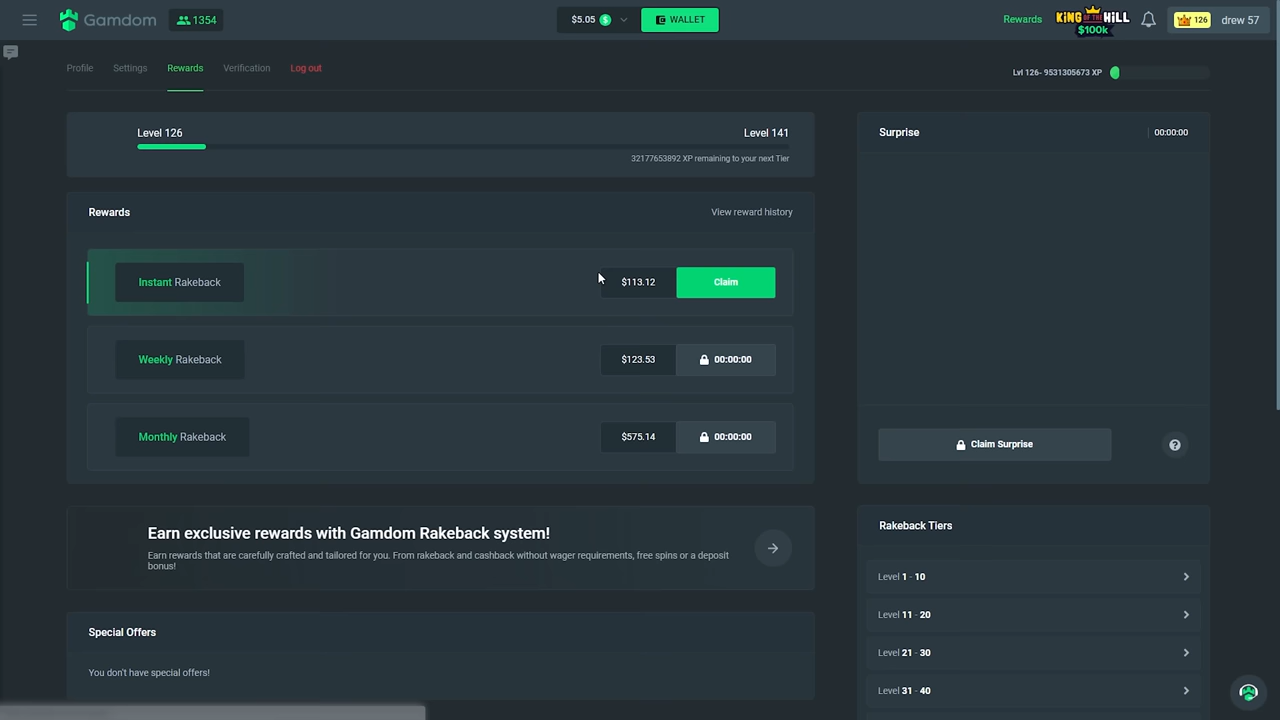 Gamdom
1354
$5.05
WALLET
Rewards
KING OF THE HILL
$100k
126
drew 57
Profile
Settings
Rewards
Verification
Log out
Lvl 126- 9531305673 XP
Level 126
Level 141
32177653892 XP remaining to your next Tier
Surprise
00:00:00
Rewards
View reward history
Instant Rakeback
$113.12
Claim
Weekly Rakeback
$123.53
00:00:00
Monthly Rakeback
$575.14
00:00:00
Claim Surprise
?
Earn exclusive rewards with Gamdom Rakeback system!
Earn rewards that are carefully crafted and tailored for you. From rakeback and cashback without wager requirements, free spins or a deposit
bonus!
Rakeback Tiers
Level 1 - 10
Level 11 - 20
Level 21 - 30
Level 31 - 40
Special Offers
You don't have special offers!